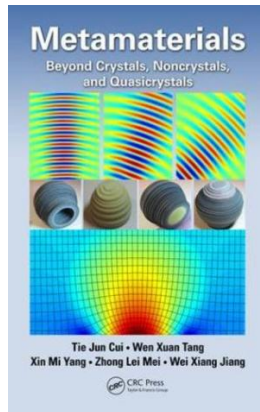 Metamaterials
Beyond Crystals, Noncrystals,
and Quasicrystals
Tie Jun Cui • Wen Xuan Tang
Xin Mi Yang • Zhong Lei Mei • Wei Xiang Jiang
CRC
CRC Press
Taylor & Francis Group